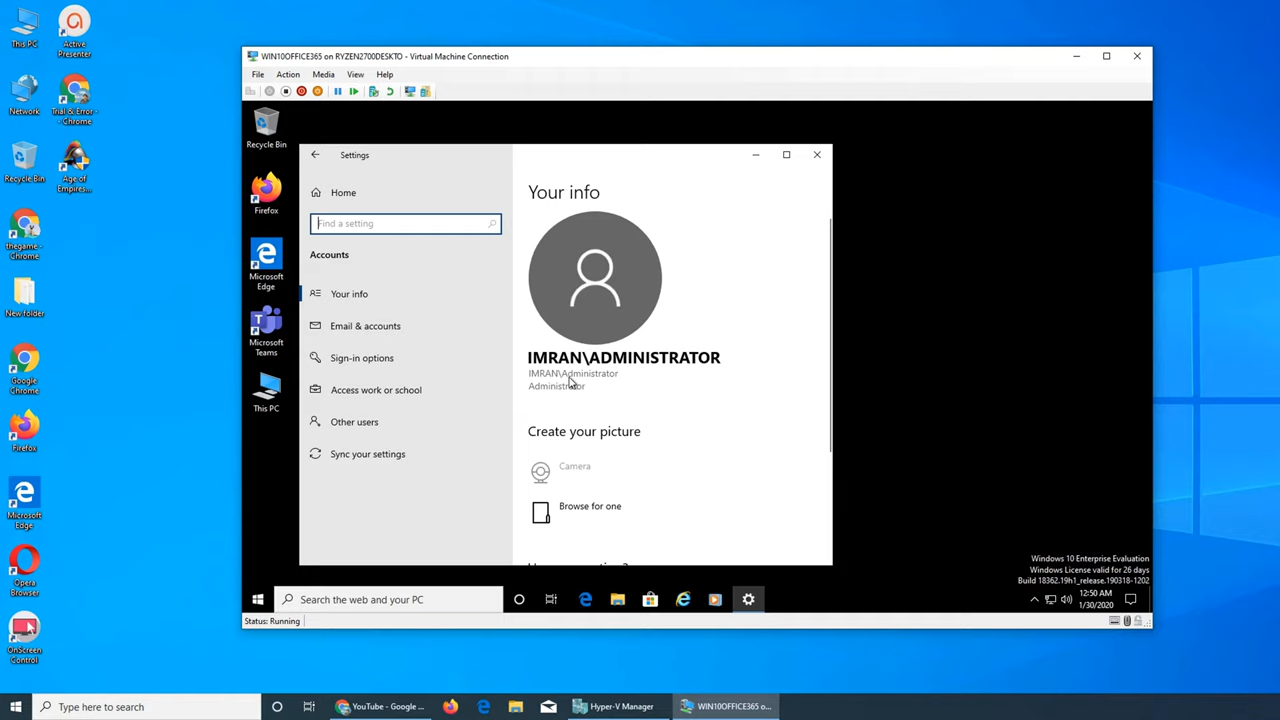 This PC
Active
Presenter
Network
Trial & Error -
Chrome
Recycle Bin
Age of
Empires...
thegame -
Chrome
New folder
Google
Chrome
Firefox
Microsoft
Edge
Opera
Browser
OnScreen
Control
WIN10OFFICE365 on RYZEN2700DESKTO - Virtual Machine Connection
File Action Media View Help
Recycle Bin
Firefox
Microsoft
Edge
Microsoft
Teams
This PC
Settings
Home
Find a setting
Accounts
Your info
Email & accounts
Sign-in options
Access work or school
Other users
Sync your settings
Your info
IMRAN\ADMINISTRATOR
IMRAN\Administrator
Administrator
Create your picture
Camera
Browse for one
Windows 10 Enterprise Evaluation
Windows License valid for 26 days
Build 18362.19h1_release.190318-1202
Search the web and your PC
12:50 AM
1/30/2020
Status: Running
Type here to search
YouTube - Google ...
Hyper-V Manager
WIN10OFFICE365 o...